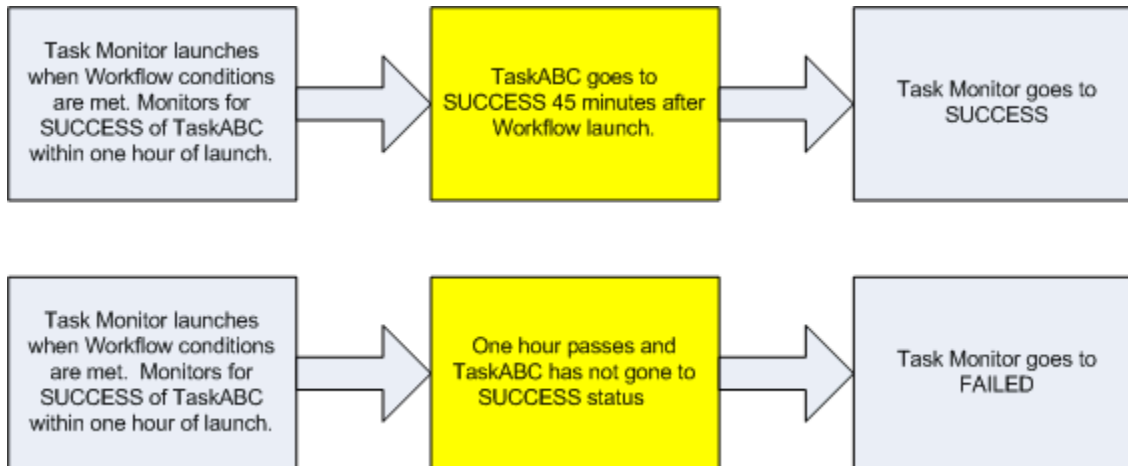 Task Monitor launches
when Workflow conditions
are met. Monitors for
SUCCESS of TaskABC
within one hour of launch.
TaskABC goes to
SUCCESS 45 minutes after
Workflow launch.
Task Monitor goes to
SUCCESS
Task Monitor launches
when Workflow conditions
are met.  Monitors for
SUCCESS of TaskABC
within one hour of launch.
One hour passes and
TaskABC has not gone to
SUCCESS status
Task Monitor goes to
FAILED